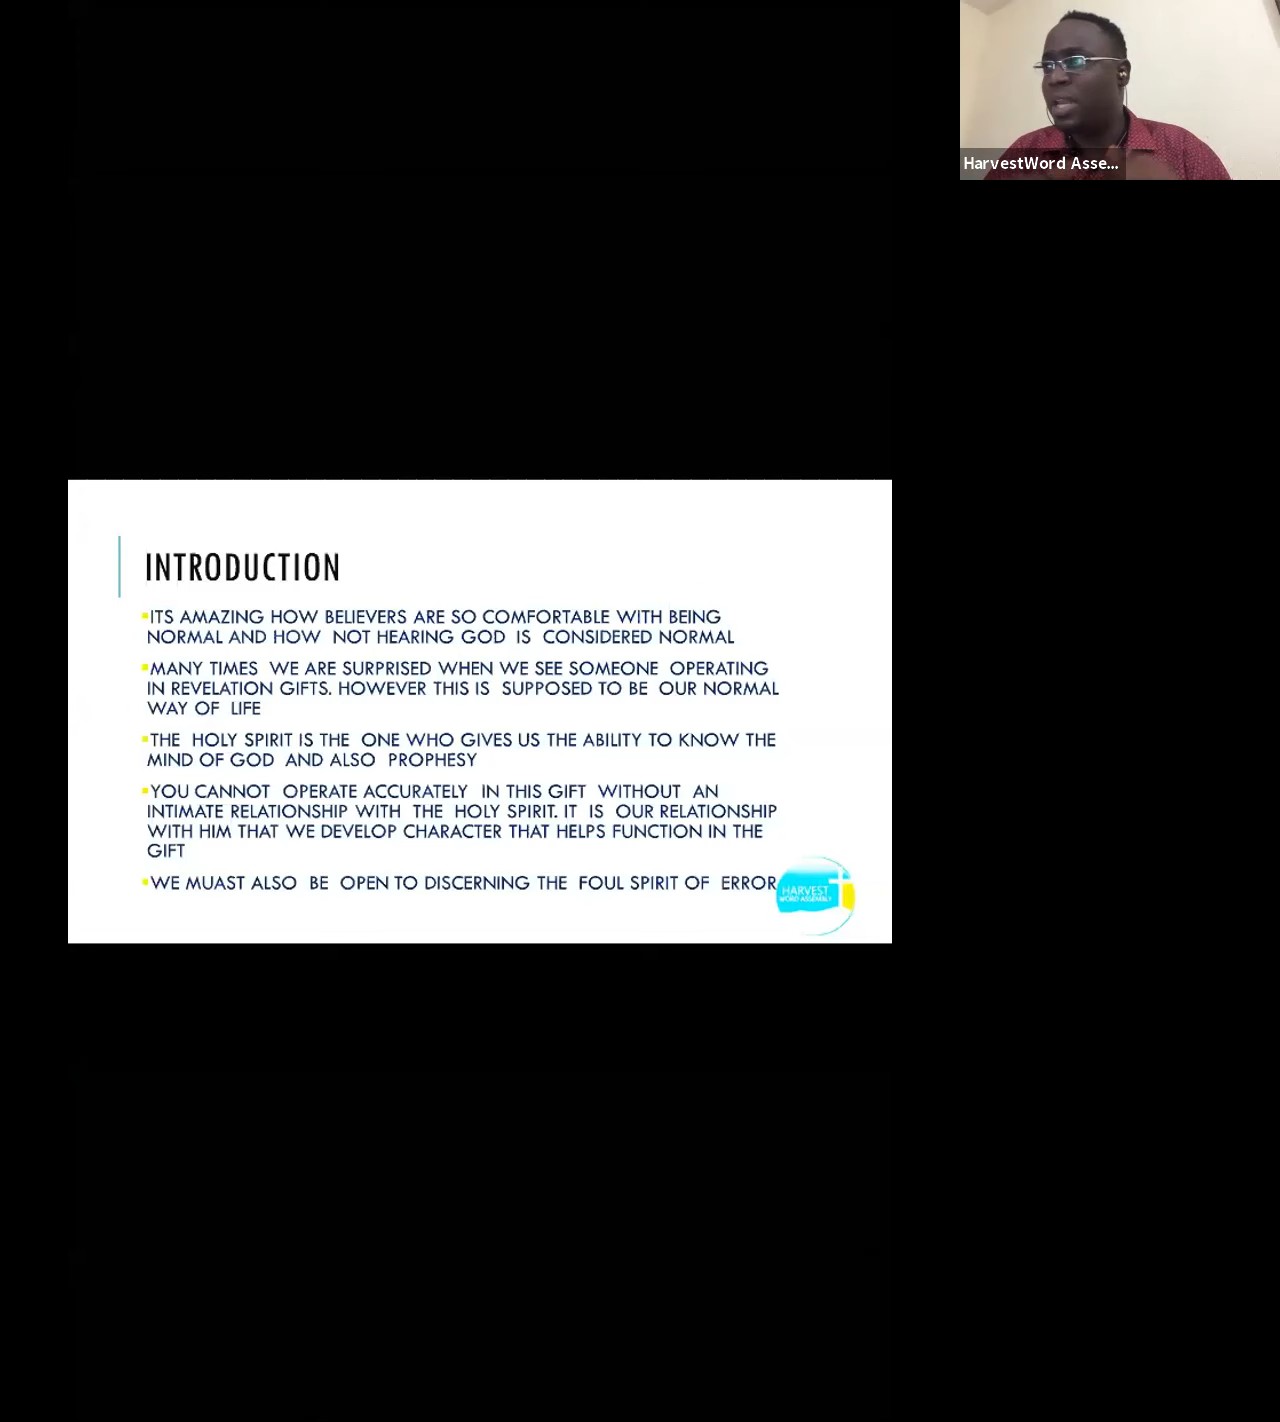 HarvestWord Asse...
INTRODUCTION
ITS AMAZING HOW BELIEVERS ARE SO COMFORTABLE WITH BEING
NORMAL AND HOW NOT HEARING GOD IS CONSIDERED NORMAL
MANY TIMES WE ARE SURPRISED WHEN WE SEE SOMEONE OPERATING
IN REVELATION GIFTS. HOWEVER THIS IS SUPPOSED TO BE OUR NORMAL
WAY OF LIFE
THE HOLY SPIRIT IS THE ONE WHO GIVES US THE ABILITY TO KNOW THE
MIND OF GOD AND ALSO PROPHESY
YOU CANNOT OPERATE ACCURATELY IN THIS GIFT WITHOUT AN
INTIMATE RELATIONSHIP WITH THE HOLY SPIRIT. IT IS OUR RELATIONSHIP
WITH HIM THAT WE DEVELOP CHARACTER THAT HELPS FUNCTION IN THE
GIFT
WE MUAST ALSO BE OPEN TO DISCERNING THE FOUL SPIRIT OF ERROR
HARVEST
WORD ASSEMBLY